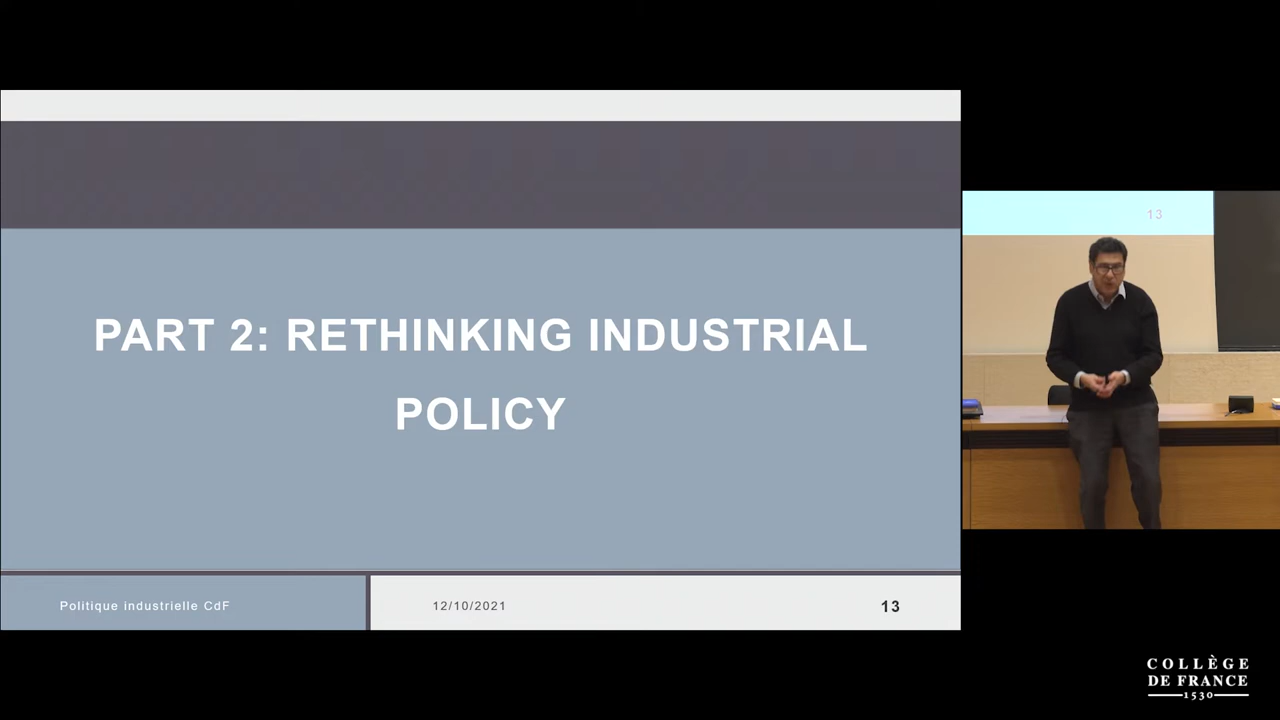 PART 2: RETHINKING INDUSTRIAL
POLICY
Politique industrielle CdF
12/10/2021
13
13
COLLÈGE
DE FRANCE
1530